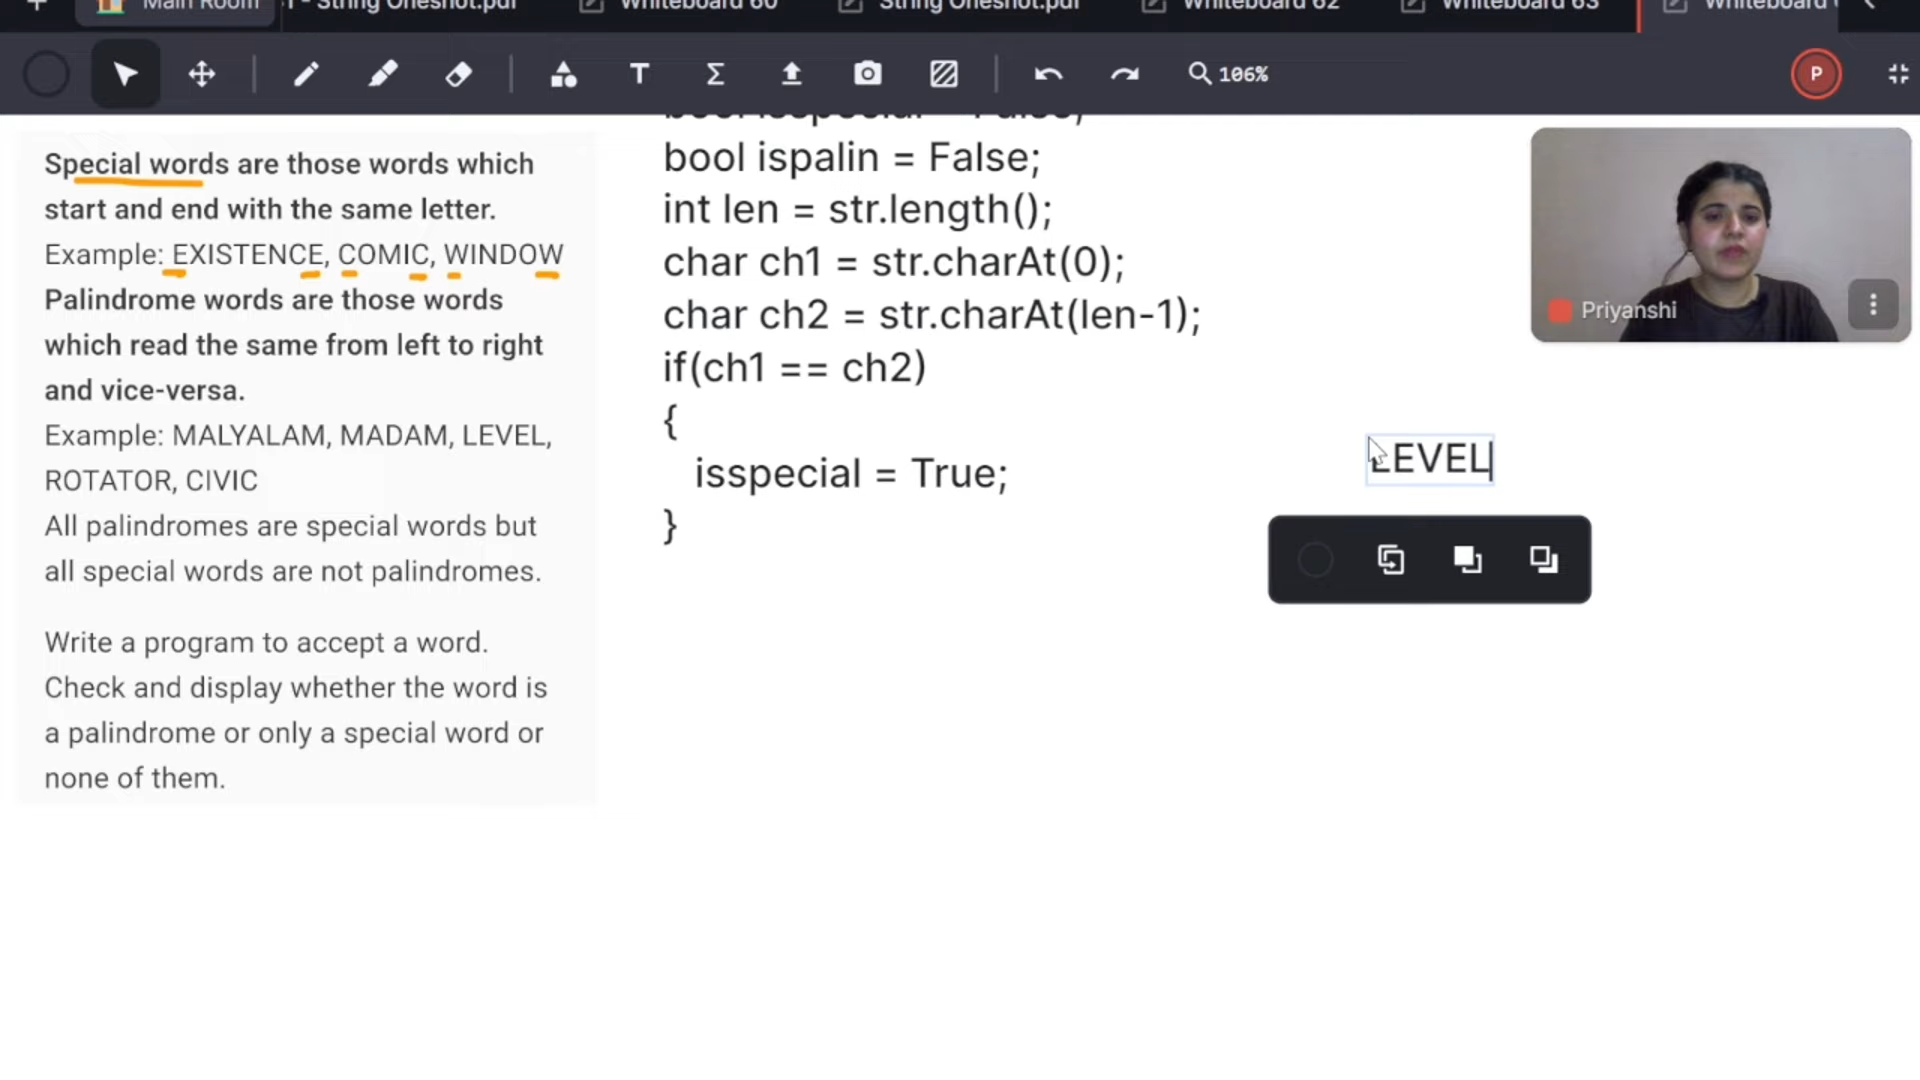 Main Room
- String Oneshot.pdf
Whiteboard 60
String Oneshot.pdf
Whiteboard 62
Whiteboard 63
Whiteboard
T
Σ
106%
P
Special words are those words which
start and end with the same letter.
Example: EXISTENCE, COMIC, WINDOW
Palindrome words are those words
which read the same from left to right
and vice-versa.
Example: MALYALAM, MADAM, LEVEL,
ROTATOR, CIVIC
All palindromes are special words but
all special words are not palindromes.
Write a program to accept a word.
Check and display whether the word is
a palindrome or only a special word or
none of them.
bool isspecial = False;
bool ispalin = False;
int len = str.length();
char ch1 = str.charAt(0);
char ch2 = str.charAt(len-1);
if(ch1 == ch2)
{
isspecial = True;
}
LEVEL
Priyanshi